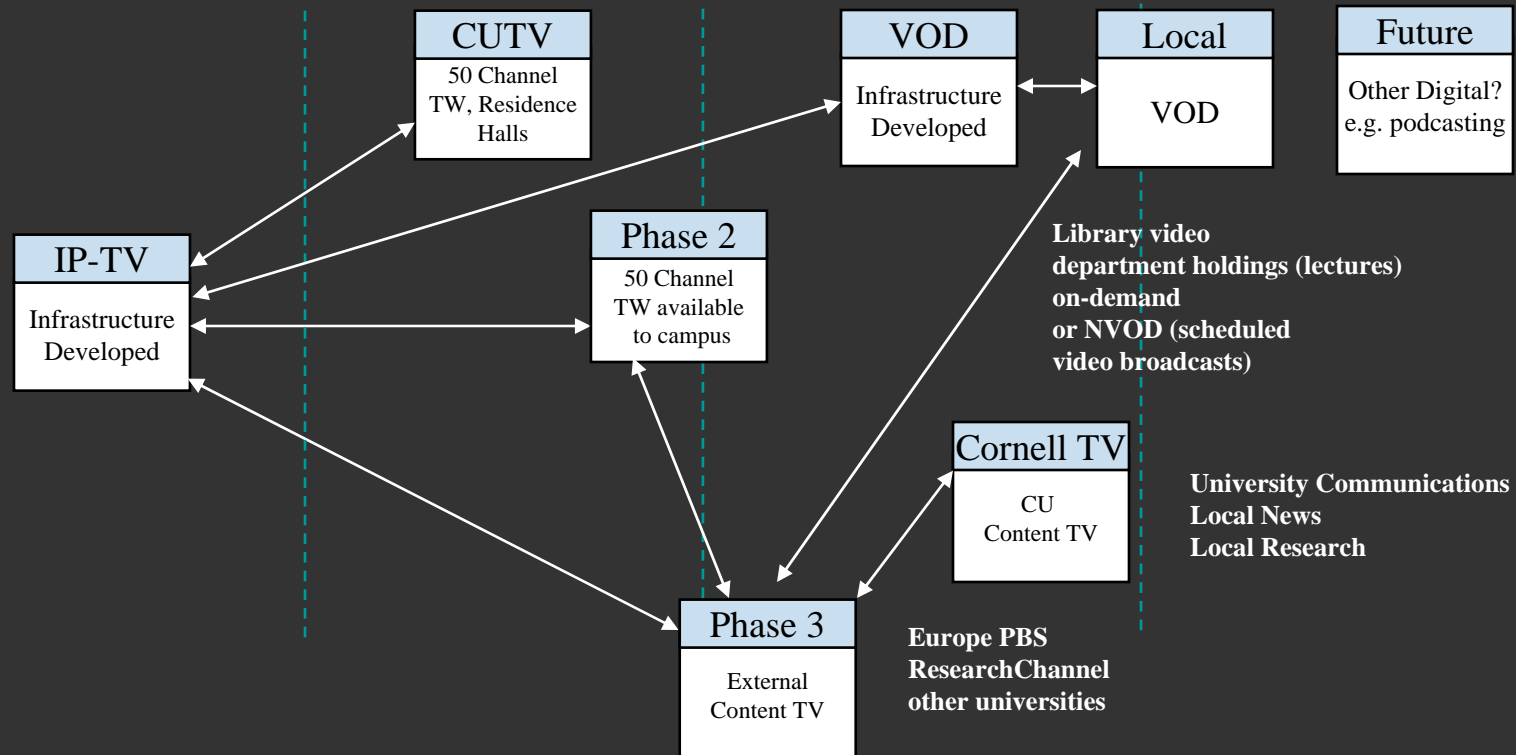 CUTV
50 Channel
TW, Residence
Halls
VOD
Infrastructure
Developed
Local
VOD
Future
Other Digital?
e.g. podcasting
IP-TV
Infrastructure
Developed
Phase 2
50 Channel
TW available
to campus
Library video
department holdings (lectures)
on-demand
or NVOD (scheduled
video broadcasts)
Cornell TV
CU
Content TV
University Communications
Local News
Local Research
Phase 3
External
Content TV
Europe PBS
ResearchChannel
other universities